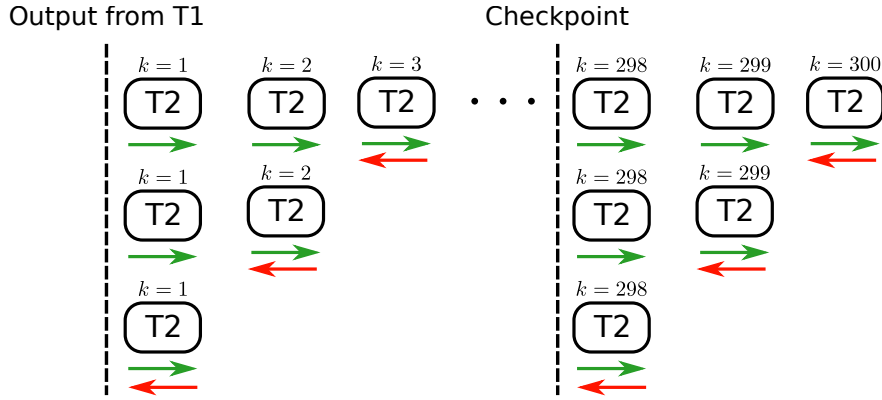 Output from T1 Checkpoint
k = 1 k = 2 k = 3 k = 298 k = 299 k = 300
T2 T2 T2 · · · T2 T2 T2
k = 1 k = 2 k = 298 k = 299
T2 T2 T2 T2
k = 1 k = 298
T2 T2